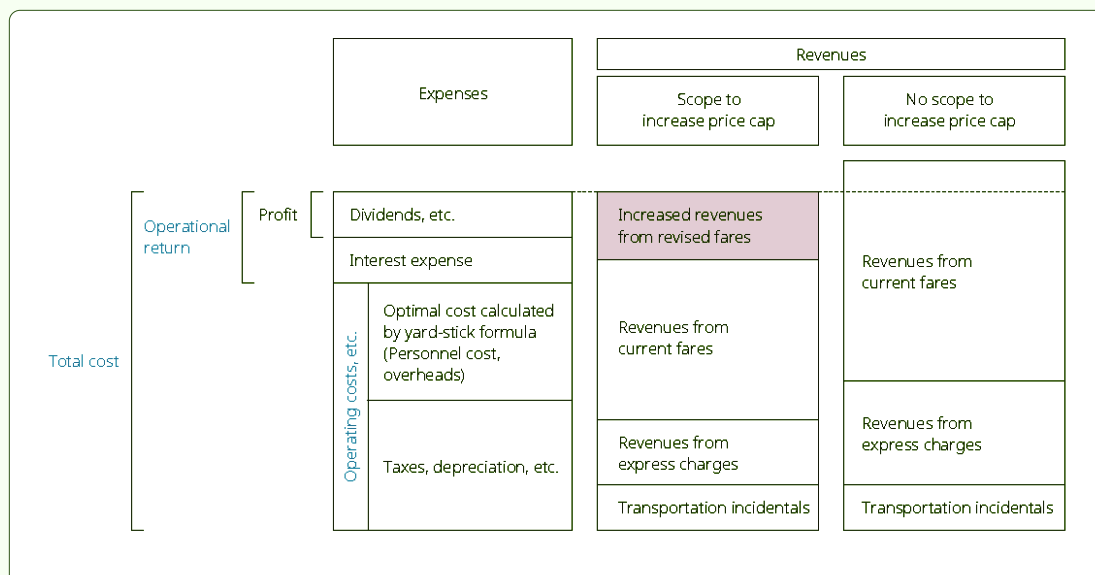 Revenues
Expenses
Scope to
increase price cap
No scope to
increase price cap
Total cost
Operational
return
Profit
Dividends, etc.
Interest expense
Operating costs, etc.
Optimal cost calculated
by yard-stick formula
(Personnel cost,
overheads)
Taxes, depreciation, etc.
Increased revenues
from revised fares
Revenues from
current fares
Revenues from
express charges
Transportation incidentals
Revenues from
current fares
Revenues from
express charges
Transportation incidentals